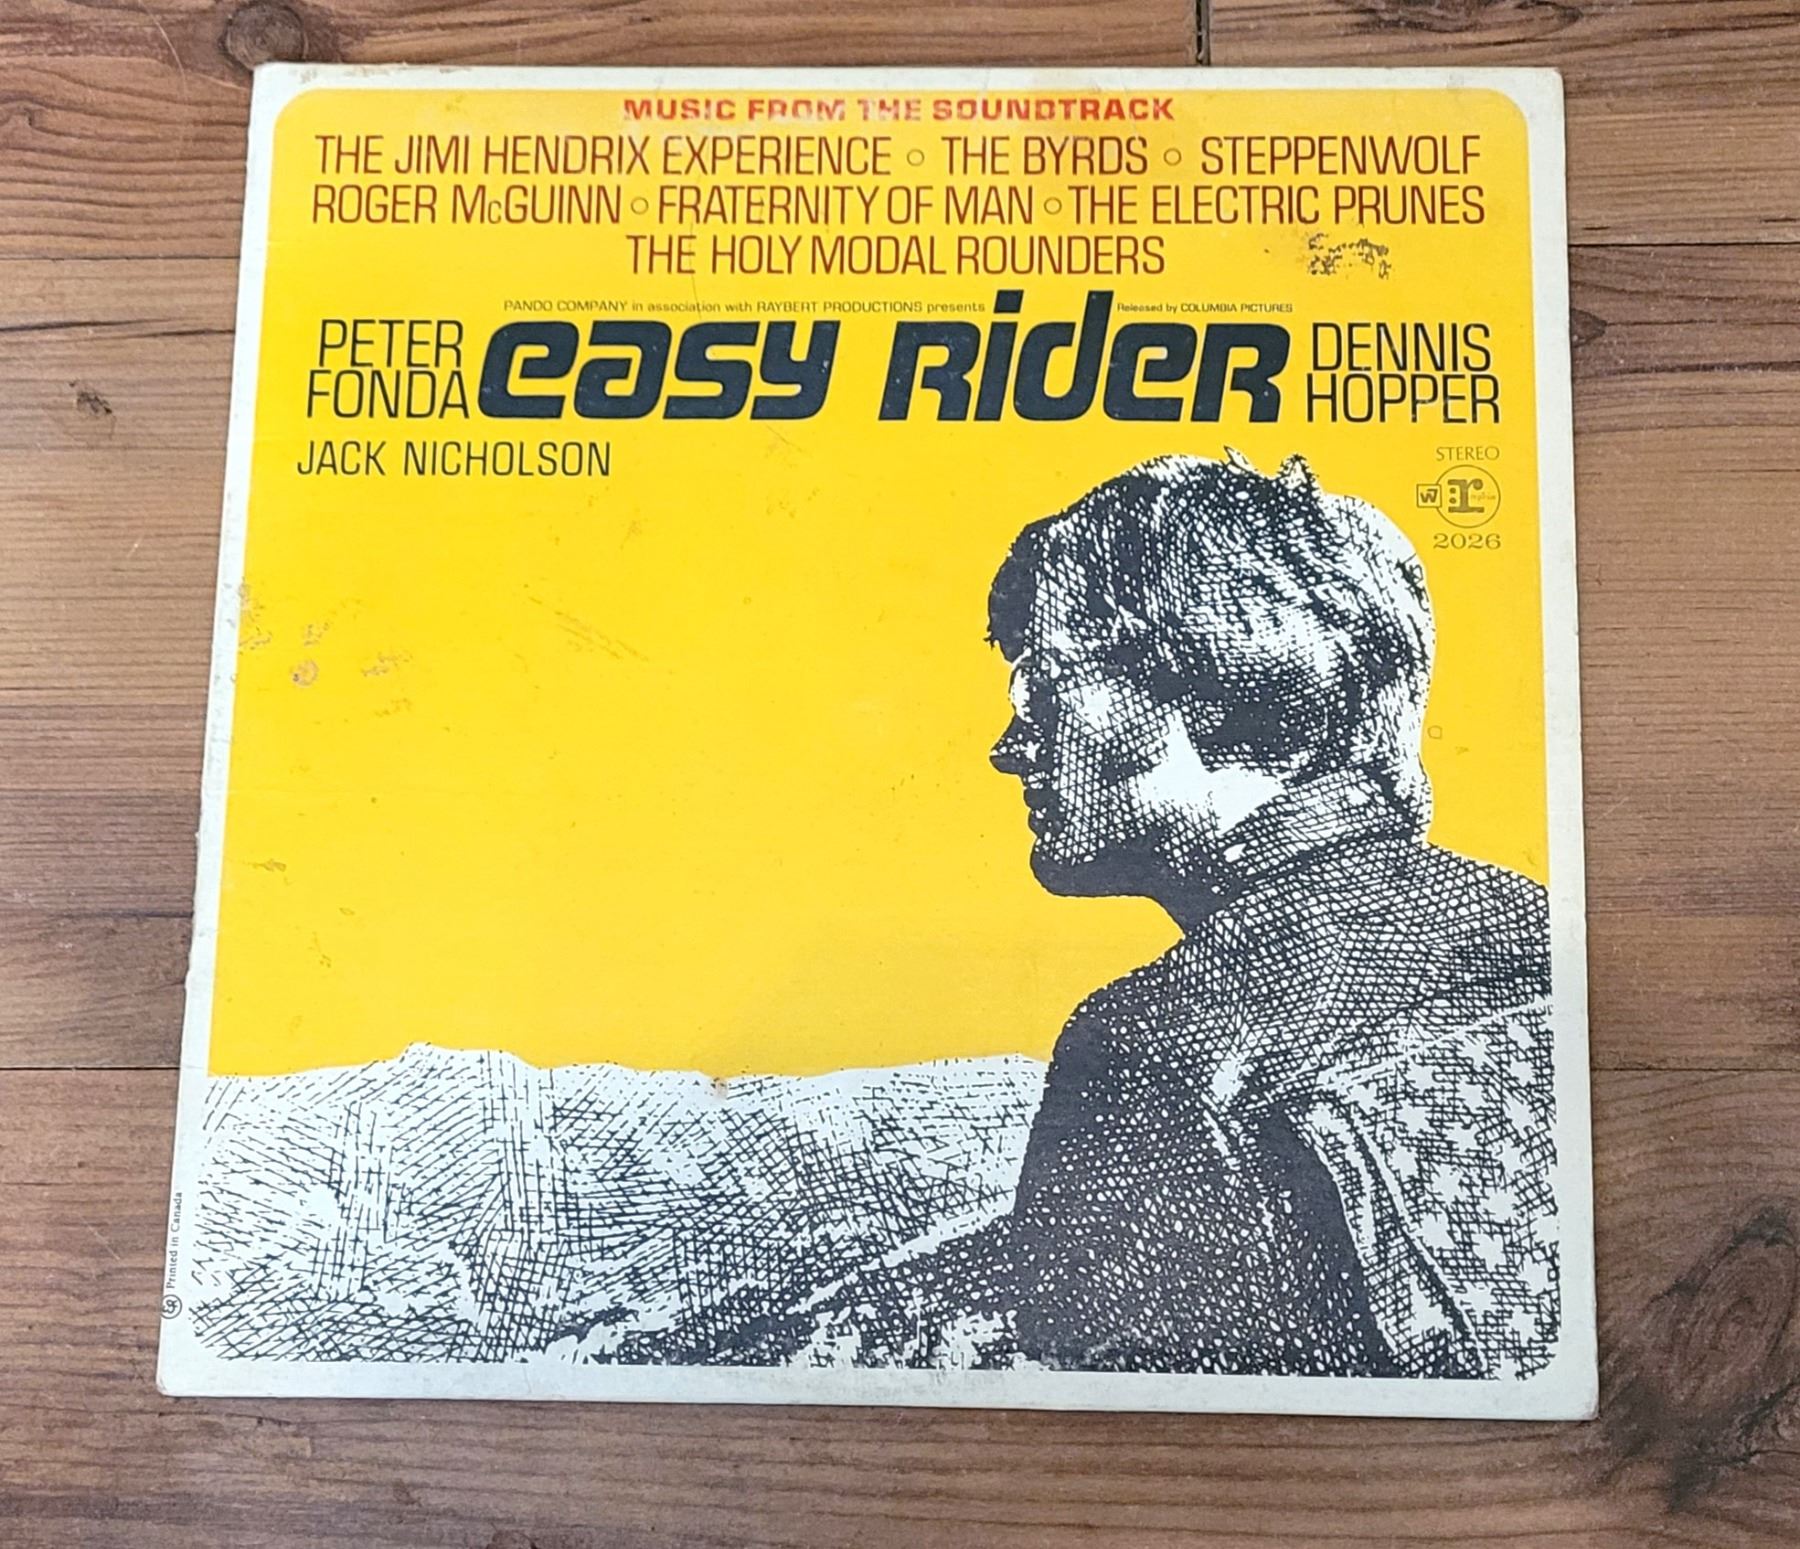 MUSIC FROM THE SOUNDTRACK
THE JIMI HENDRIX EXPERIENCE ○ THE BYRDS ○ STEPPENWOLF
ROGER McGUINN ○ FRATERNITY OF MAN ○ THE ELECTRIC PRUNES
THE HOLY MODAL ROUNDERS
PANDO COMPANY in association with RAYBERT PRODUCTIONS presents
Released by COLUMBIA PICTURES
PETER
FONDA
easy RideR
DENNIS
HOPPER
JACK NICHOLSON
STEREO
W7 :r
2026
Printed in Canada